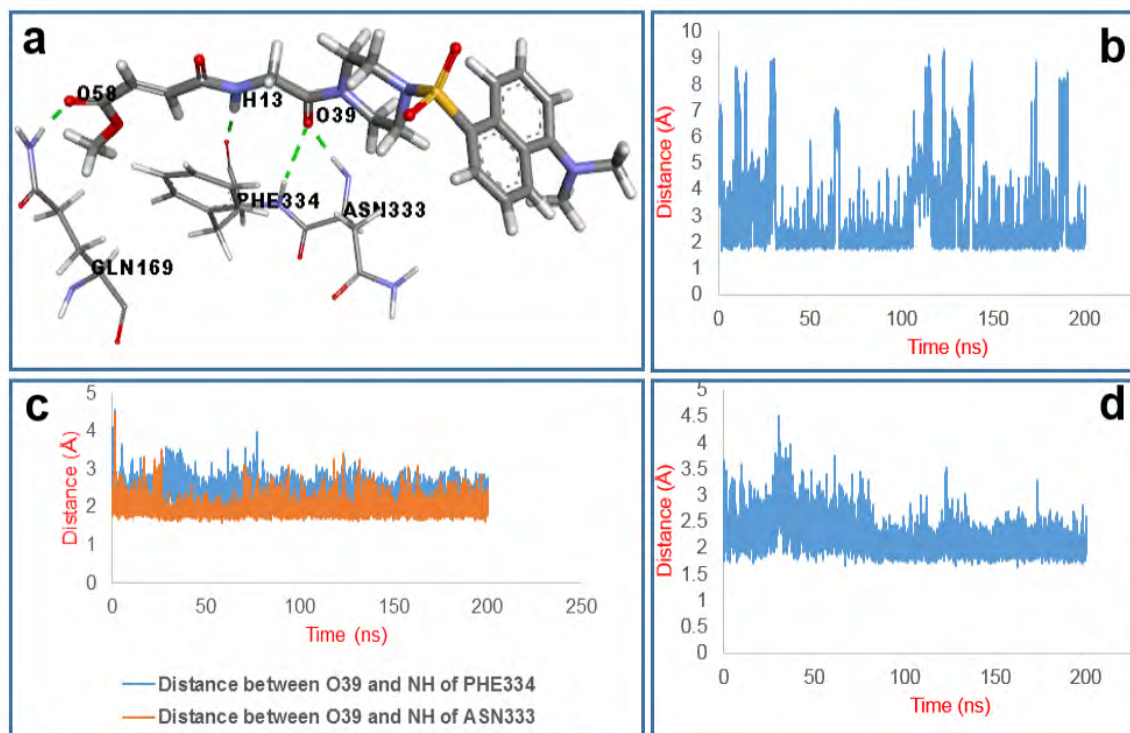 a
O58
H13
O39
PHE334
ASN333
GLN169
b
Distance (Å)
10
9
8
7
6
5
4
3
2
1
0
0 50 100 150 200
Time (ns)
c
Distance (Å)
5
4
3
2
1
0
0 50 100 150 200 250
Time (ns)
Distance between O39 and NH of PHE334
Distance between O39 and NH of ASN333
d
Distance (Å)
5
4.5
4
3.5
3
2.5
2
1.5
1
0.5
0
0 50 100 150 200
Time (ns)